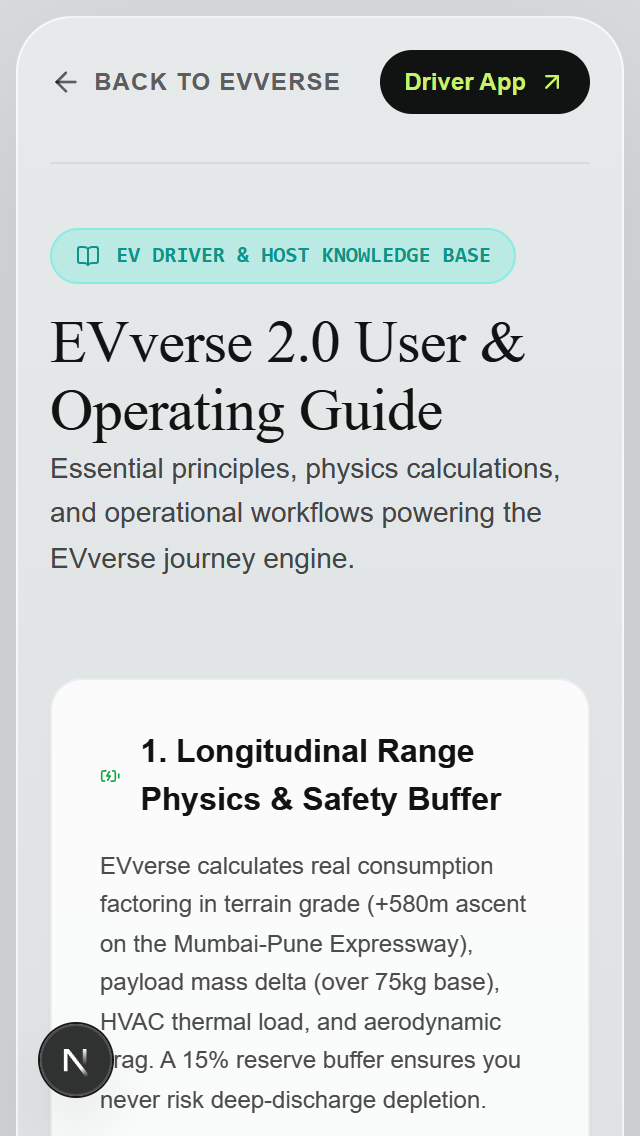 BACK TO EVVERSE
Driver App
EV DRIVER & HOST KNOWLEDGE BASE
EVverse 2.0 User &
Operating Guide
Essential principles, physics calculations,
and operational workflows powering the
EVverse journey engine.
1. Longitudinal Range
Physics & Safety Buffer
EVverse calculates real consumption
factoring in terrain grade (+580m ascent
on the Mumbai-Pune Expressway),
payload mass delta (over 75kg base),
HVAC thermal load, and aerodynamic
drag. A 15% reserve buffer ensures you
never risk deep-discharge depletion.
N